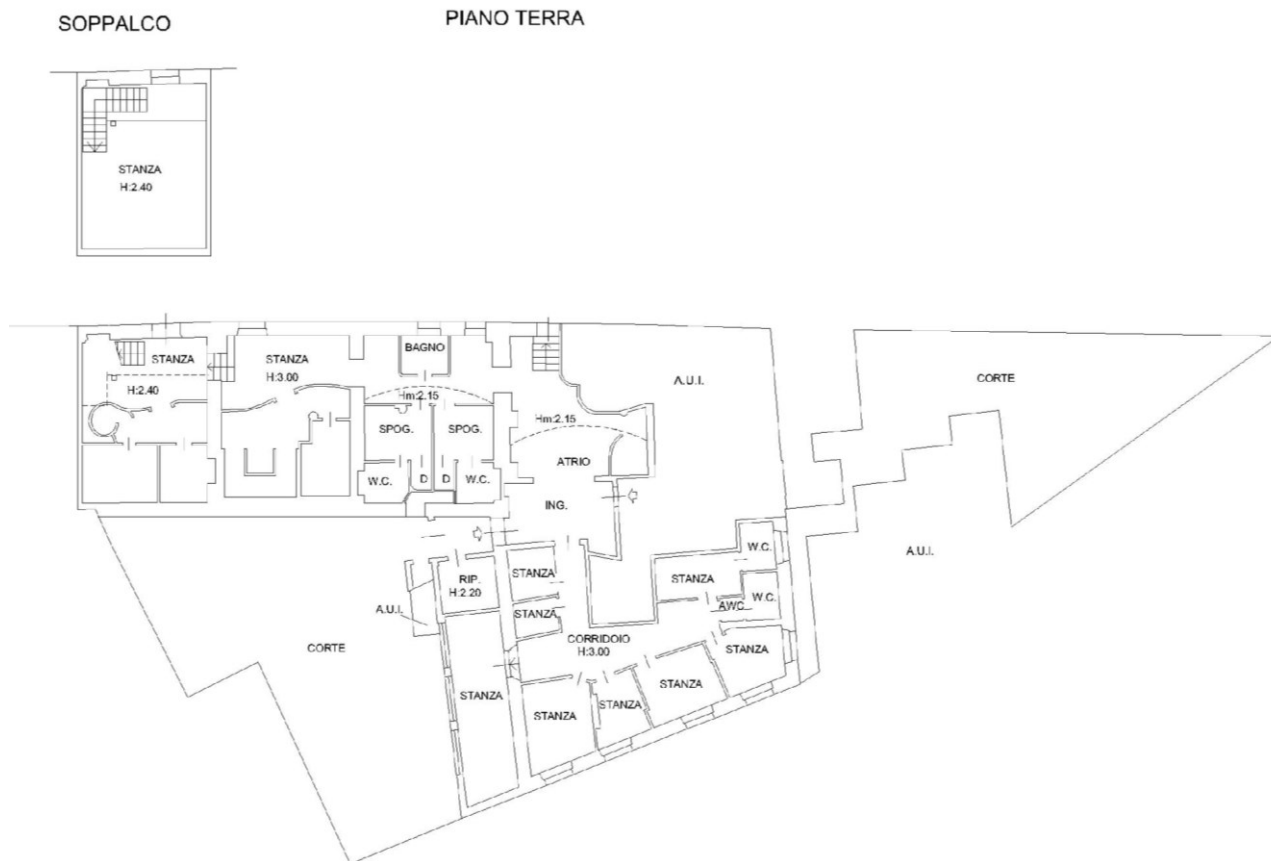 SOPPALCO
PIANO TERRA
STANZA
H:2.40
STANZA
H:2.40
STANZA
H:3.00
BAGNO
Hm:2.15
SPOG.
SPOG.
W.C.
D
D
W.C.
Hm:2.15
ATRIO
ING.
A.U.I.
CORTE
A.U.I.
W.C.
STANZA
W.C.
AWC
STANZA
STANZA
RIP.
H:2.20
A.U.I.
CORTE
CORRIDOIO
H:3.00
STANZA
STANZA
STANZA
STANZA
STANZA